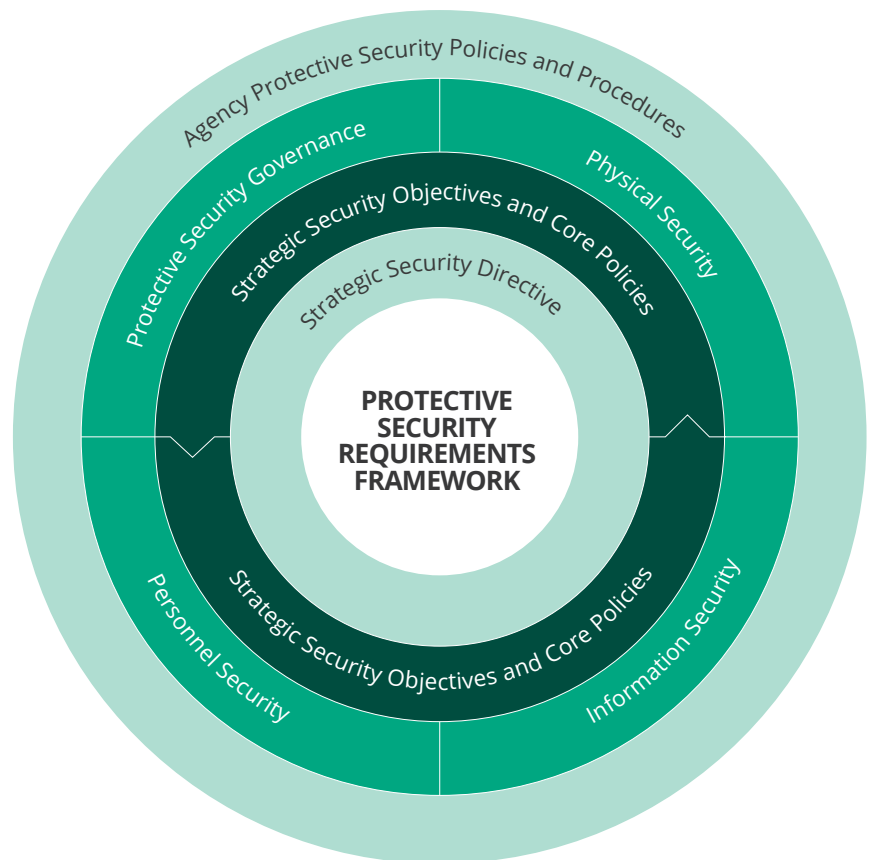 Agency Protective Security Policies and Procedures
Protective Security Governance
Physical Security
Strategic Security Objectives and Core Policies
Strategic Security Directive
PROTECTIVE
SECURITY
REQUIREMENTS
FRAMEWORK
Strategic Security Objectives and Core Policies
Personnel Security
Information Security